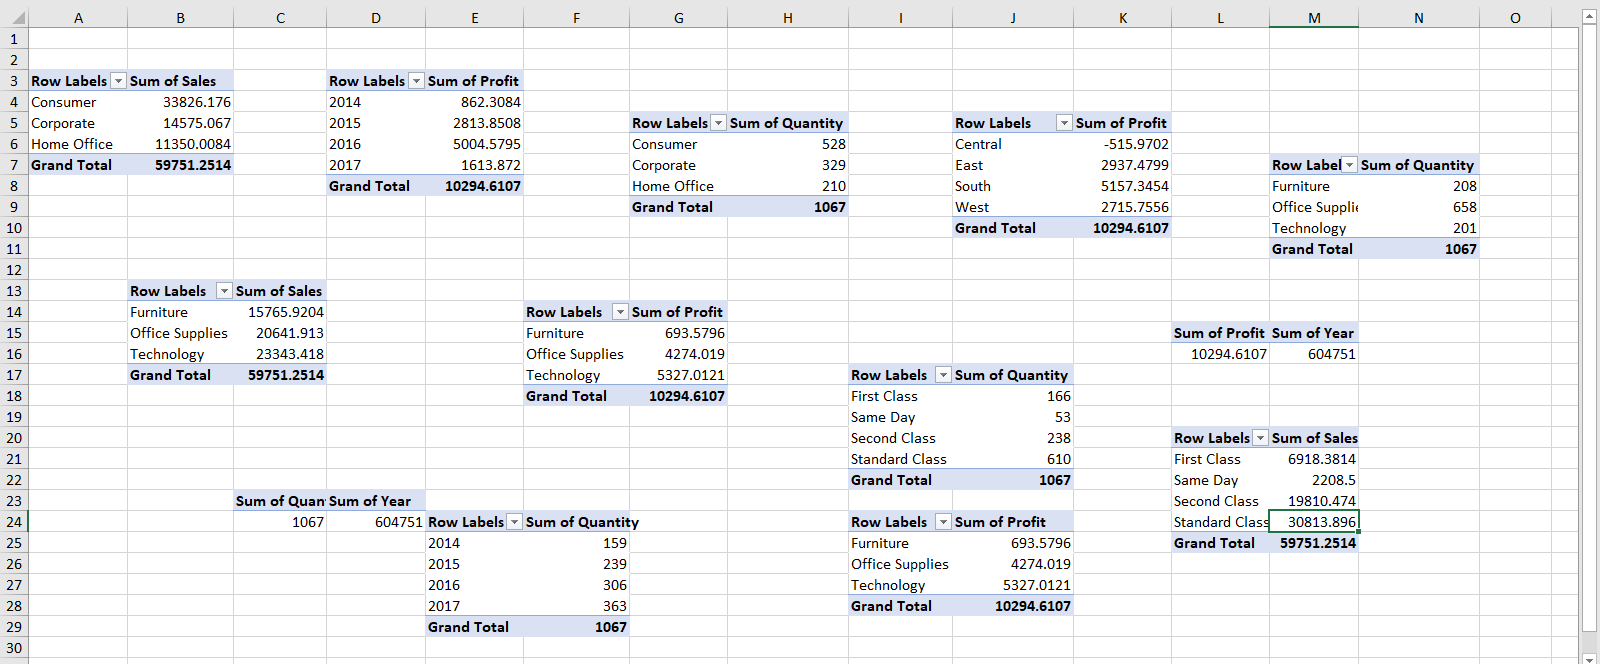 A B C D E F G H I J K L M N O
1
2
3 Row Labels Sum of Sales Row Labels Sum of Profit
4 Consumer 33826.176 2014 862.3084
5 Corporate 14575.067 2015 2813.8508 Row Labels Sum of Quantity Row Labels Sum of Profit
6 Home Office 11350.0084 2016 5004.5795 Consumer 528 Central -515.9702
7 Grand Total 59751.2514 2017 1613.872 Corporate 329 East 2937.4799 Row Label Sum of Quantity
8 Grand Total 10294.6107 Home Office 210 South 5157.3454 Furniture 208
9 Grand Total 1067 West 2715.7556 Office Supplie 658
10 Grand Total 10294.6107 Technology 201
11 Grand Total 1067
12
13 Row Labels Sum of Sales
14 Furniture 15765.9204 Row Labels Sum of Profit
15 Office Supplies 20641.913 Furniture 693.5796 Sum of Profit Sum of Year
16 Technology 23343.418 Office Supplies 4274.019 10294.6107 604751
17 Grand Total 59751.2514 Technology 5327.0121 Row Labels Sum of Quantity
18 Grand Total 10294.6107 First Class 166
19 Same Day 53
20 Second Class 238 Row Labels Sum of Sales
21 Standard Class 610 First Class 6918.3814
22 Grand Total 1067 Same Day 2208.5
23 Sum of Quan Sum of Year Second Class 19810.474
24 1067 604751 Row Labels Sum of Quantity Row Labels Sum of Profit Standard Class 30813.896
25 2014 159 Furniture 693.5796 Grand Total 59751.2514
26 2015 239 Office Supplies 4274.019
27 2016 306 Technology 5327.0121
28 2017 363 Grand Total 10294.6107
29 Grand Total 1067
30